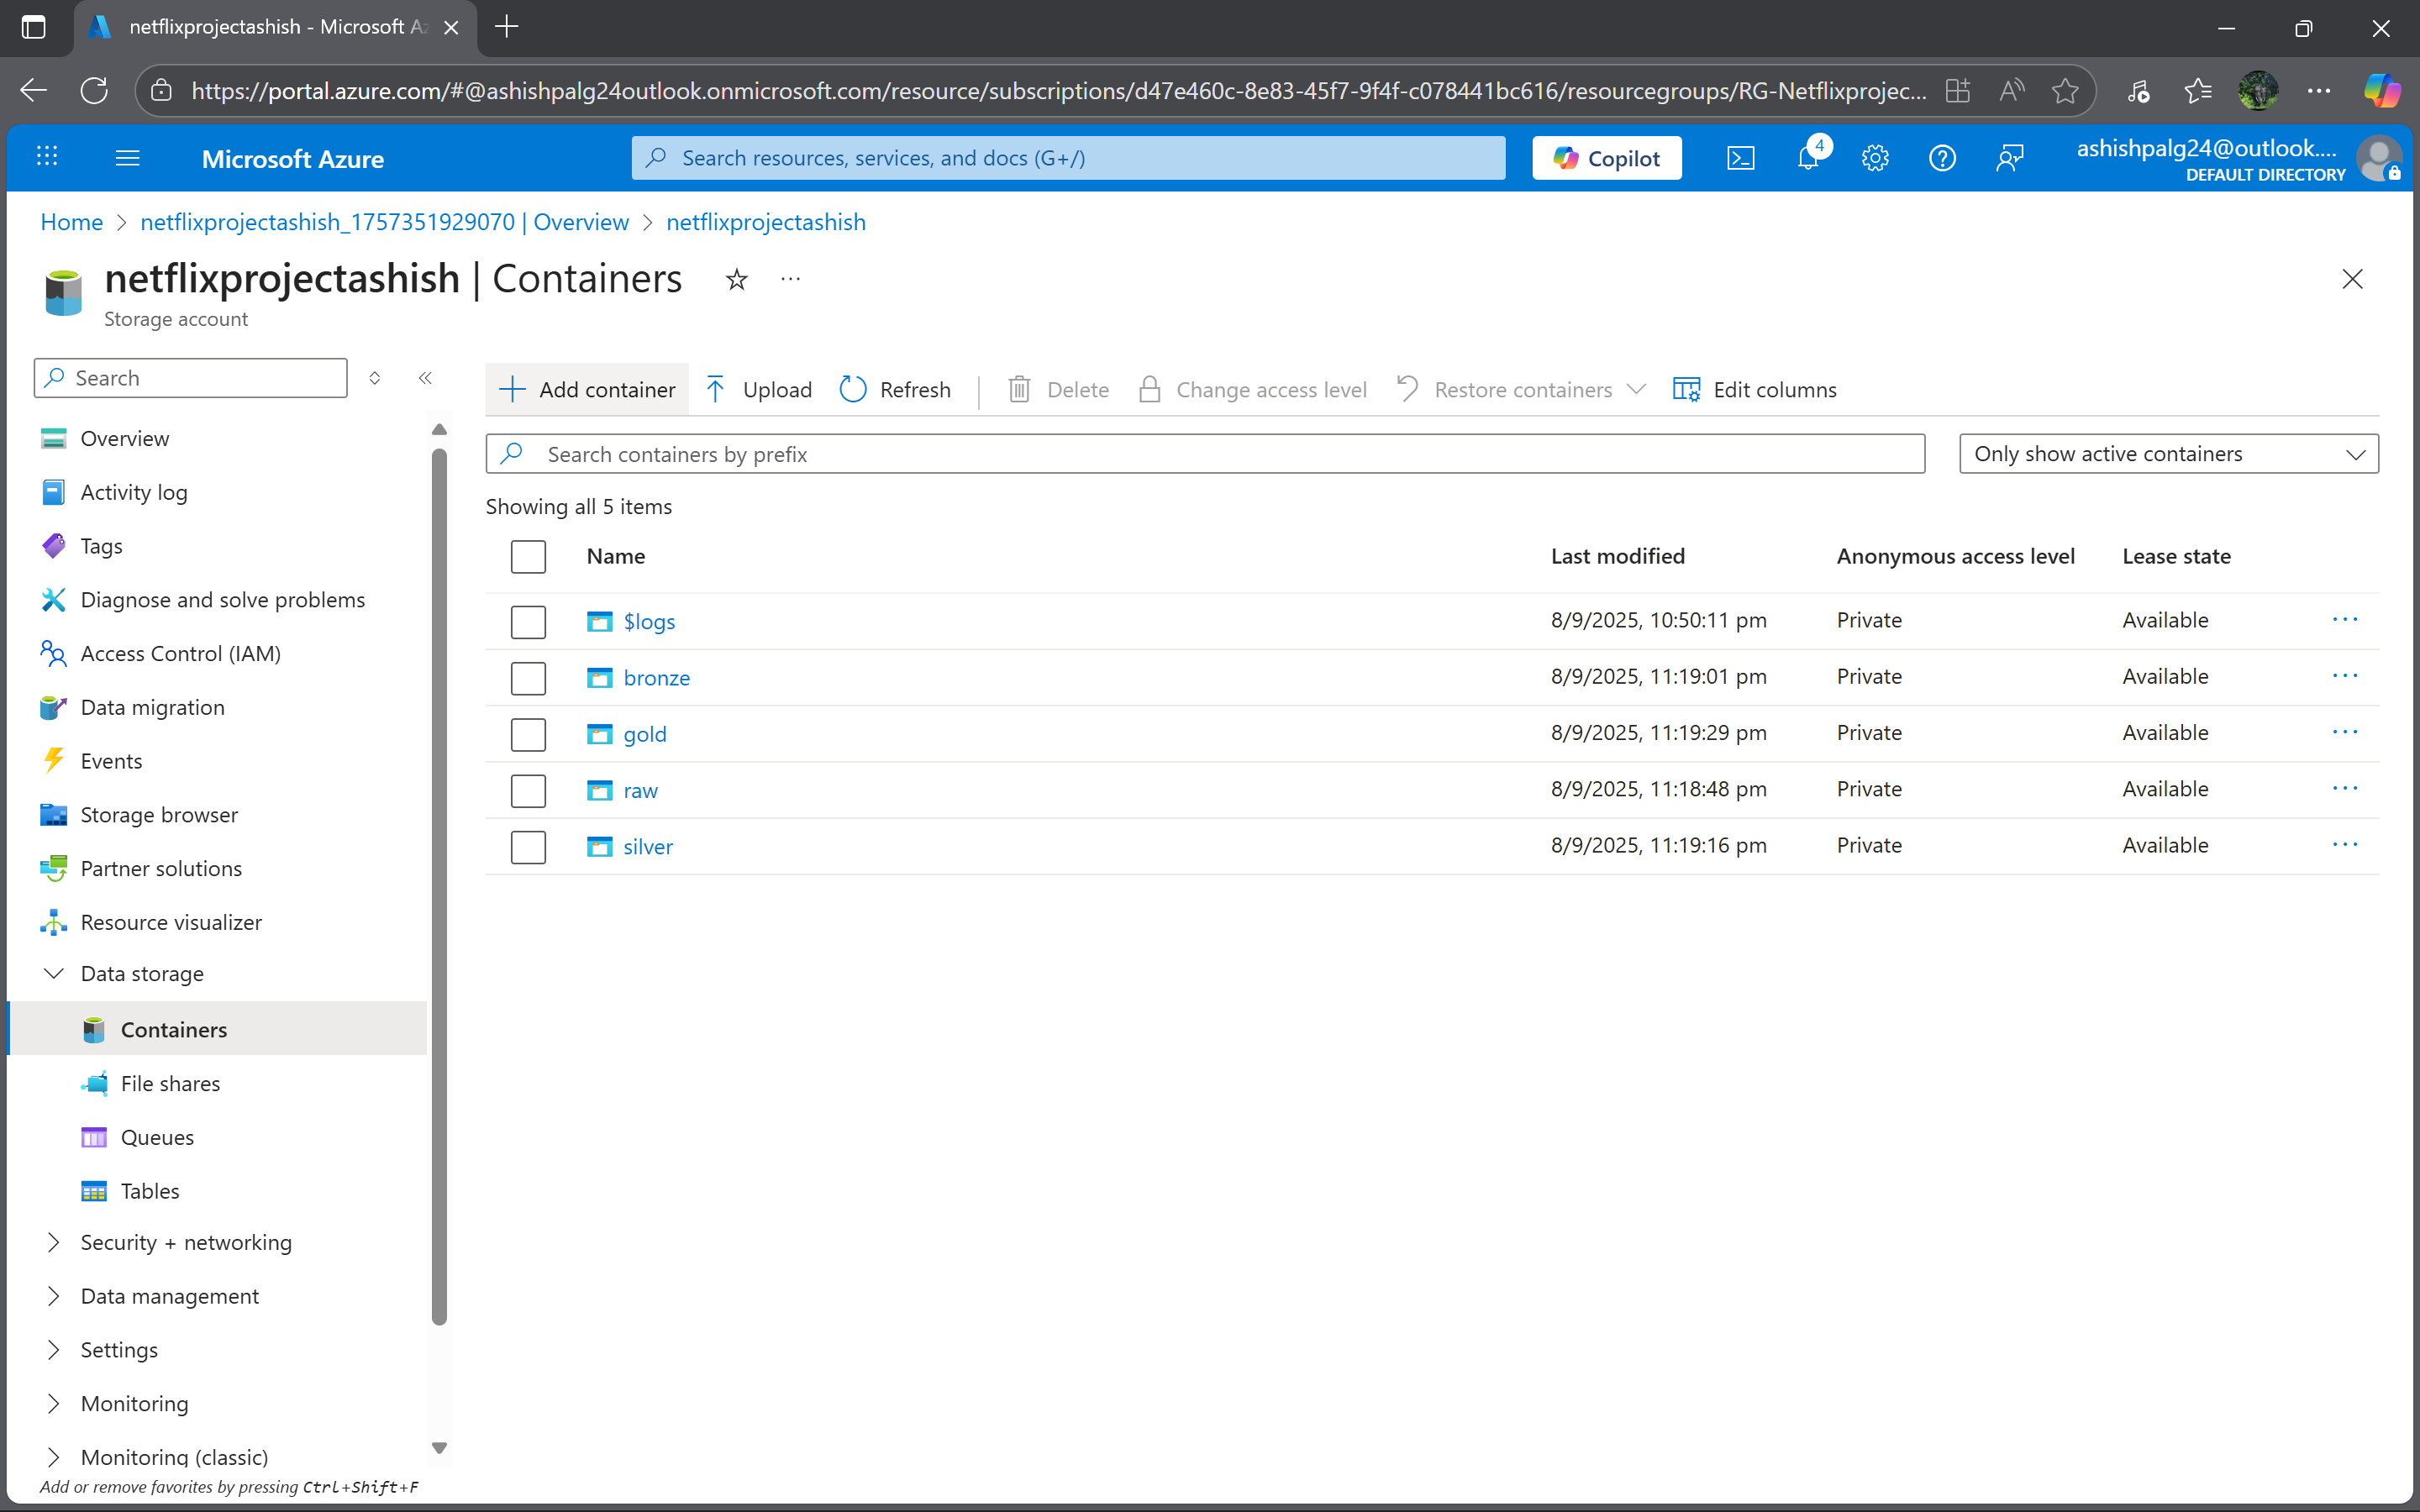 netflixprojectashish - Microsoft Az
https://portal.azure.com/#@ashishpalg24outlook.onmicrosoft.com/resource/subscriptions/d47e460c-8e83-45f7-9f4f-c078441bc616/resourcegroups/RG-Netflixprojec...
Microsoft Azure
Search resources, services, and docs (G+/)
Copilot
4
ashishpalg24@outlook....
DEFAULT DIRECTORY
Home > netflixprojectashish_1757351929070 | Overview > netflixprojectashish
netflixprojectashish | Containers
Storage account
Search
Overview
Activity log
Tags
Diagnose and solve problems
Access Control (IAM)
Data migration
Events
Storage browser
Partner solutions
Resource visualizer
Data storage
Containers
File shares
Queues
Tables
Security + networking
Data management
Settings
Monitoring
Monitoring (classic)
Add or remove favorites by pressing Ctrl+Shift+F
Add container Upload Refresh Delete Change access level Restore containers Edit columns
Search containers by prefix
Only show active containers
Showing all 5 items
Name Last modified Anonymous access level Lease state
$logs 8/9/2025, 10:50:11 pm Private Available
bronze 8/9/2025, 11:19:01 pm Private Available
gold 8/9/2025, 11:19:29 pm Private Available
raw 8/9/2025, 11:18:48 pm Private Available
silver 8/9/2025, 11:19:16 pm Private Available